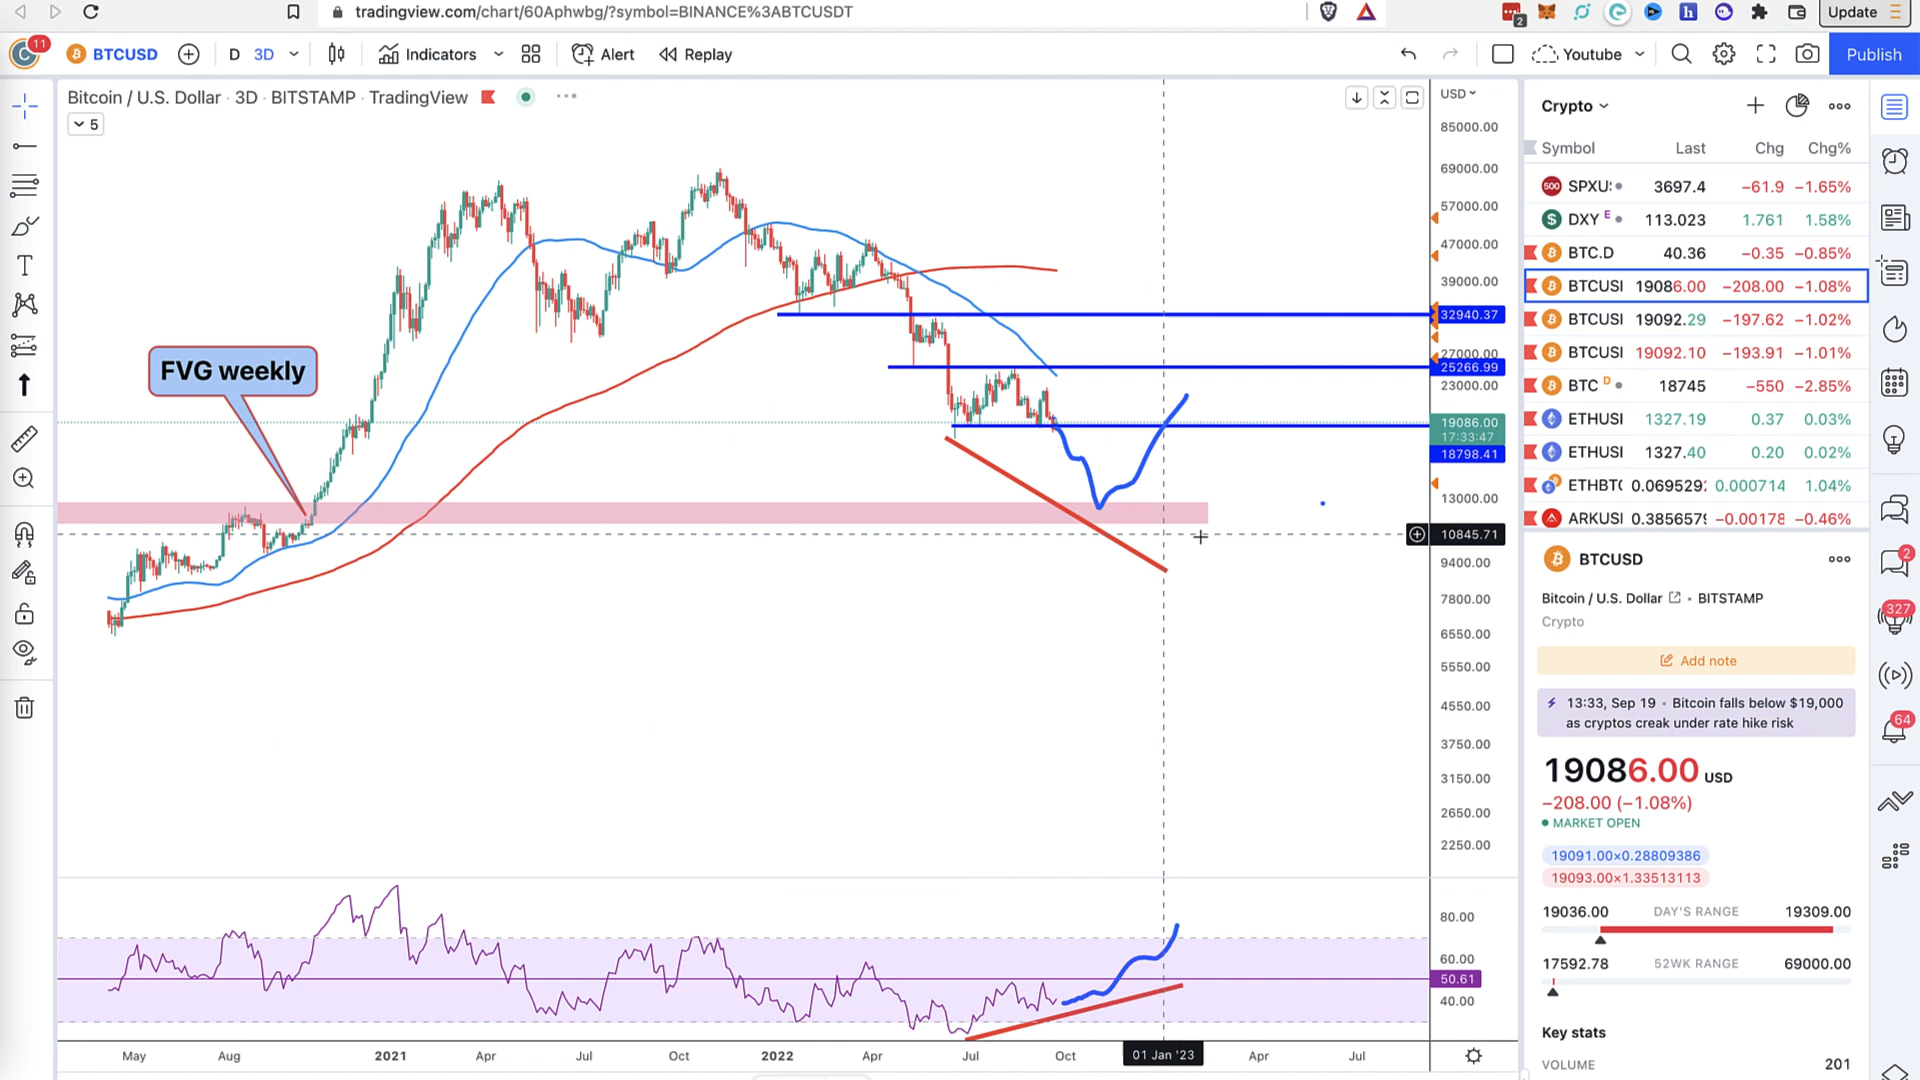 tradingview.com/chart/60Aphwbg/?symbol=BINANCE%3ABTCUSDT
2
Update
11
BTCUSD
D
3D
Indicators
Alert
Replay
Youtube
Publish
Bitcoin / U.S. Dollar · 3D · BITSTAMP · TradingView
5
FVG weekly
USD
85000.00
69000.00
57000.00
47000.00
39000.00
32940.37
27000.00
25266.99
23000.00
19086.00
17:33:47
18798.41
13000.00
10845.71
9400.00
7800.00
6550.00
5550.00
4550.00
3750.00
3150.00
2650.00
2250.00
80.00
60.00
50.61
40.00
May
Aug
2021
Apr
Jul
Oct
2022
Apr
Jul
Oct
01 Jan '23
Apr
Jul
Crypto
Symbol Last Chg Chg%
500 SPXU 3697.4 −61.9 −1.65%
DXY E 113.023 1.761 1.58%
BTC.D 40.36 −0.35 −0.85%
BTCUSI 19086.00 −208.00 −1.08%
BTCUSI 19092.29 −197.62 −1.02%
BTCUSI 19092.10 −193.91 −1.01%
BTC D 18745 −550 −2.85%
ETHUSI 1327.19 0.37 0.03%
ETHUSI 1327.40 0.20 0.02%
ETHBT 0.069529 0.000714 1.04%
ARKUSI 0.3856579 −0.00178 −0.46%
BTCUSD
Bitcoin / U.S. Dollar • BITSTAMP
Crypto
Add note
13:33, Sep 19 • Bitcoin falls below $19,000
as cryptos creak under rate hike risk
19086.00 USD
−208.00 (−1.08%)
MARKET OPEN
19091.00×0.28809386
19093.00×1.33513113
19036.00 DAY'S RANGE 19309.00
17592.78 52WK RANGE 69000.00
Key stats
VOLUME 201
2
327
64